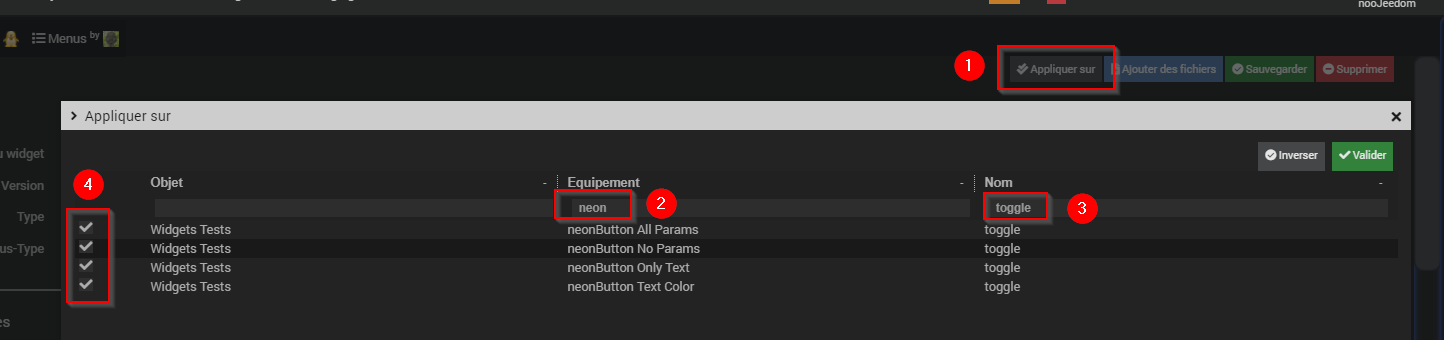 nooJeedom
Menus by
1
Appliquer sur
Ajouter des fichiers
Sauvegarder
Supprimer
Appliquer sur
widget
Inverser
Valider
Version
4
Objet - Equipement - Nom -
Type
neon
2
toggle
3
us-Type
Widgets Tests neonButton All Params toggle
Widgets Tests neonButton No Params toggle
Widgets Tests neonButton Only Text toggle
Widgets Tests neonButton Text Color toggle
es